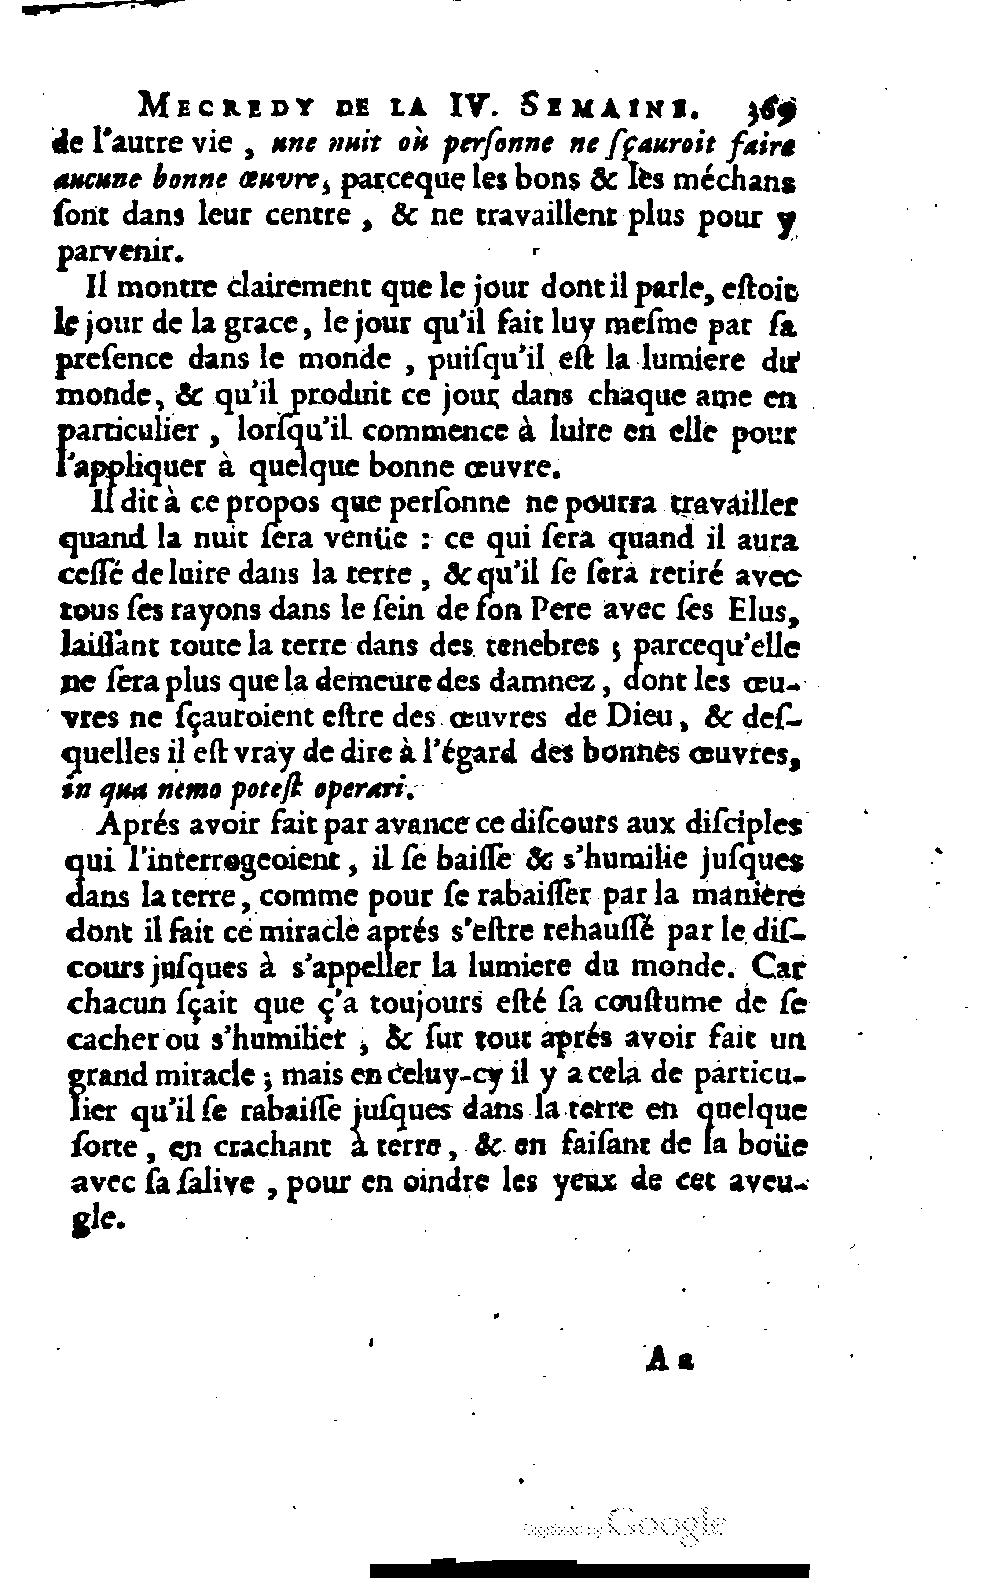 MECREDY DE LA IV. SEMAINE. 369
de l'autre vie, une nuit où perſonne ne ſçauroit faire
aucune bonne œuvre, parceque les bons & les méchans
ſont dans leur centre, & ne travaillent plus pour y
parvenir.
Il montre clairement que le jour dont il parle, eſtoit
le jour de la grace, le jour qu'il fait luy meſme par ſa
preſence dans le monde, puiſqu'il eſt la lumiere du
monde, & qu'il produit ce jour dans chaque ame en
particulier, lorſqu'il commence à luire en elle pour
l'appliquer à quelque bonne œuvre.
Il dit à ce propos que perſonne ne pourra travailler
quand la nuit ſera venüe : ce qui ſera quand il aura
ceſſé de luire dans la terre, & qu'il ſe ſera retiré avec
tous ſes rayons dans le ſein de ſon Pere avec ſes Elus,
laiſſant toute la terre dans des tenebres ; parcequ'elle
ne ſera plus que la demeure des damnez, dont les œu-
vres ne ſçauroient eſtre des œuvres de Dieu, & deſ-
quelles il eſt vray de dire à l'égard des bonnes œuvres,
in qua nemo poteſt operari.
Aprés avoir fait par avance ce diſcours aux diſciples
qui l'interrogeoient, il ſe baiſſe & s'humilie juſques
dans la terre, comme pour ſe rabaiſſer par la maniere
dont il fait ce miracle aprés s'eſtre rehauſſé par le diſ-
cours juſques à s'appeller la lumiere du monde. Car
chacun ſçait que ç'a toujours eſté ſa couſtume de ſe
cacher ou s'humilier, & ſur tout aprés avoir fait un
grand miracle ; mais en celuy-cy il y a cela de particu-
lier qu'il ſe rabaiſſe juſques dans la terre en quelque
ſorte, en crachant à terre, & en faiſant de la boüe
avec ſa ſalive, pour en oindre les yeux de cet aveu-
gle.
Aa
Digitized by Google